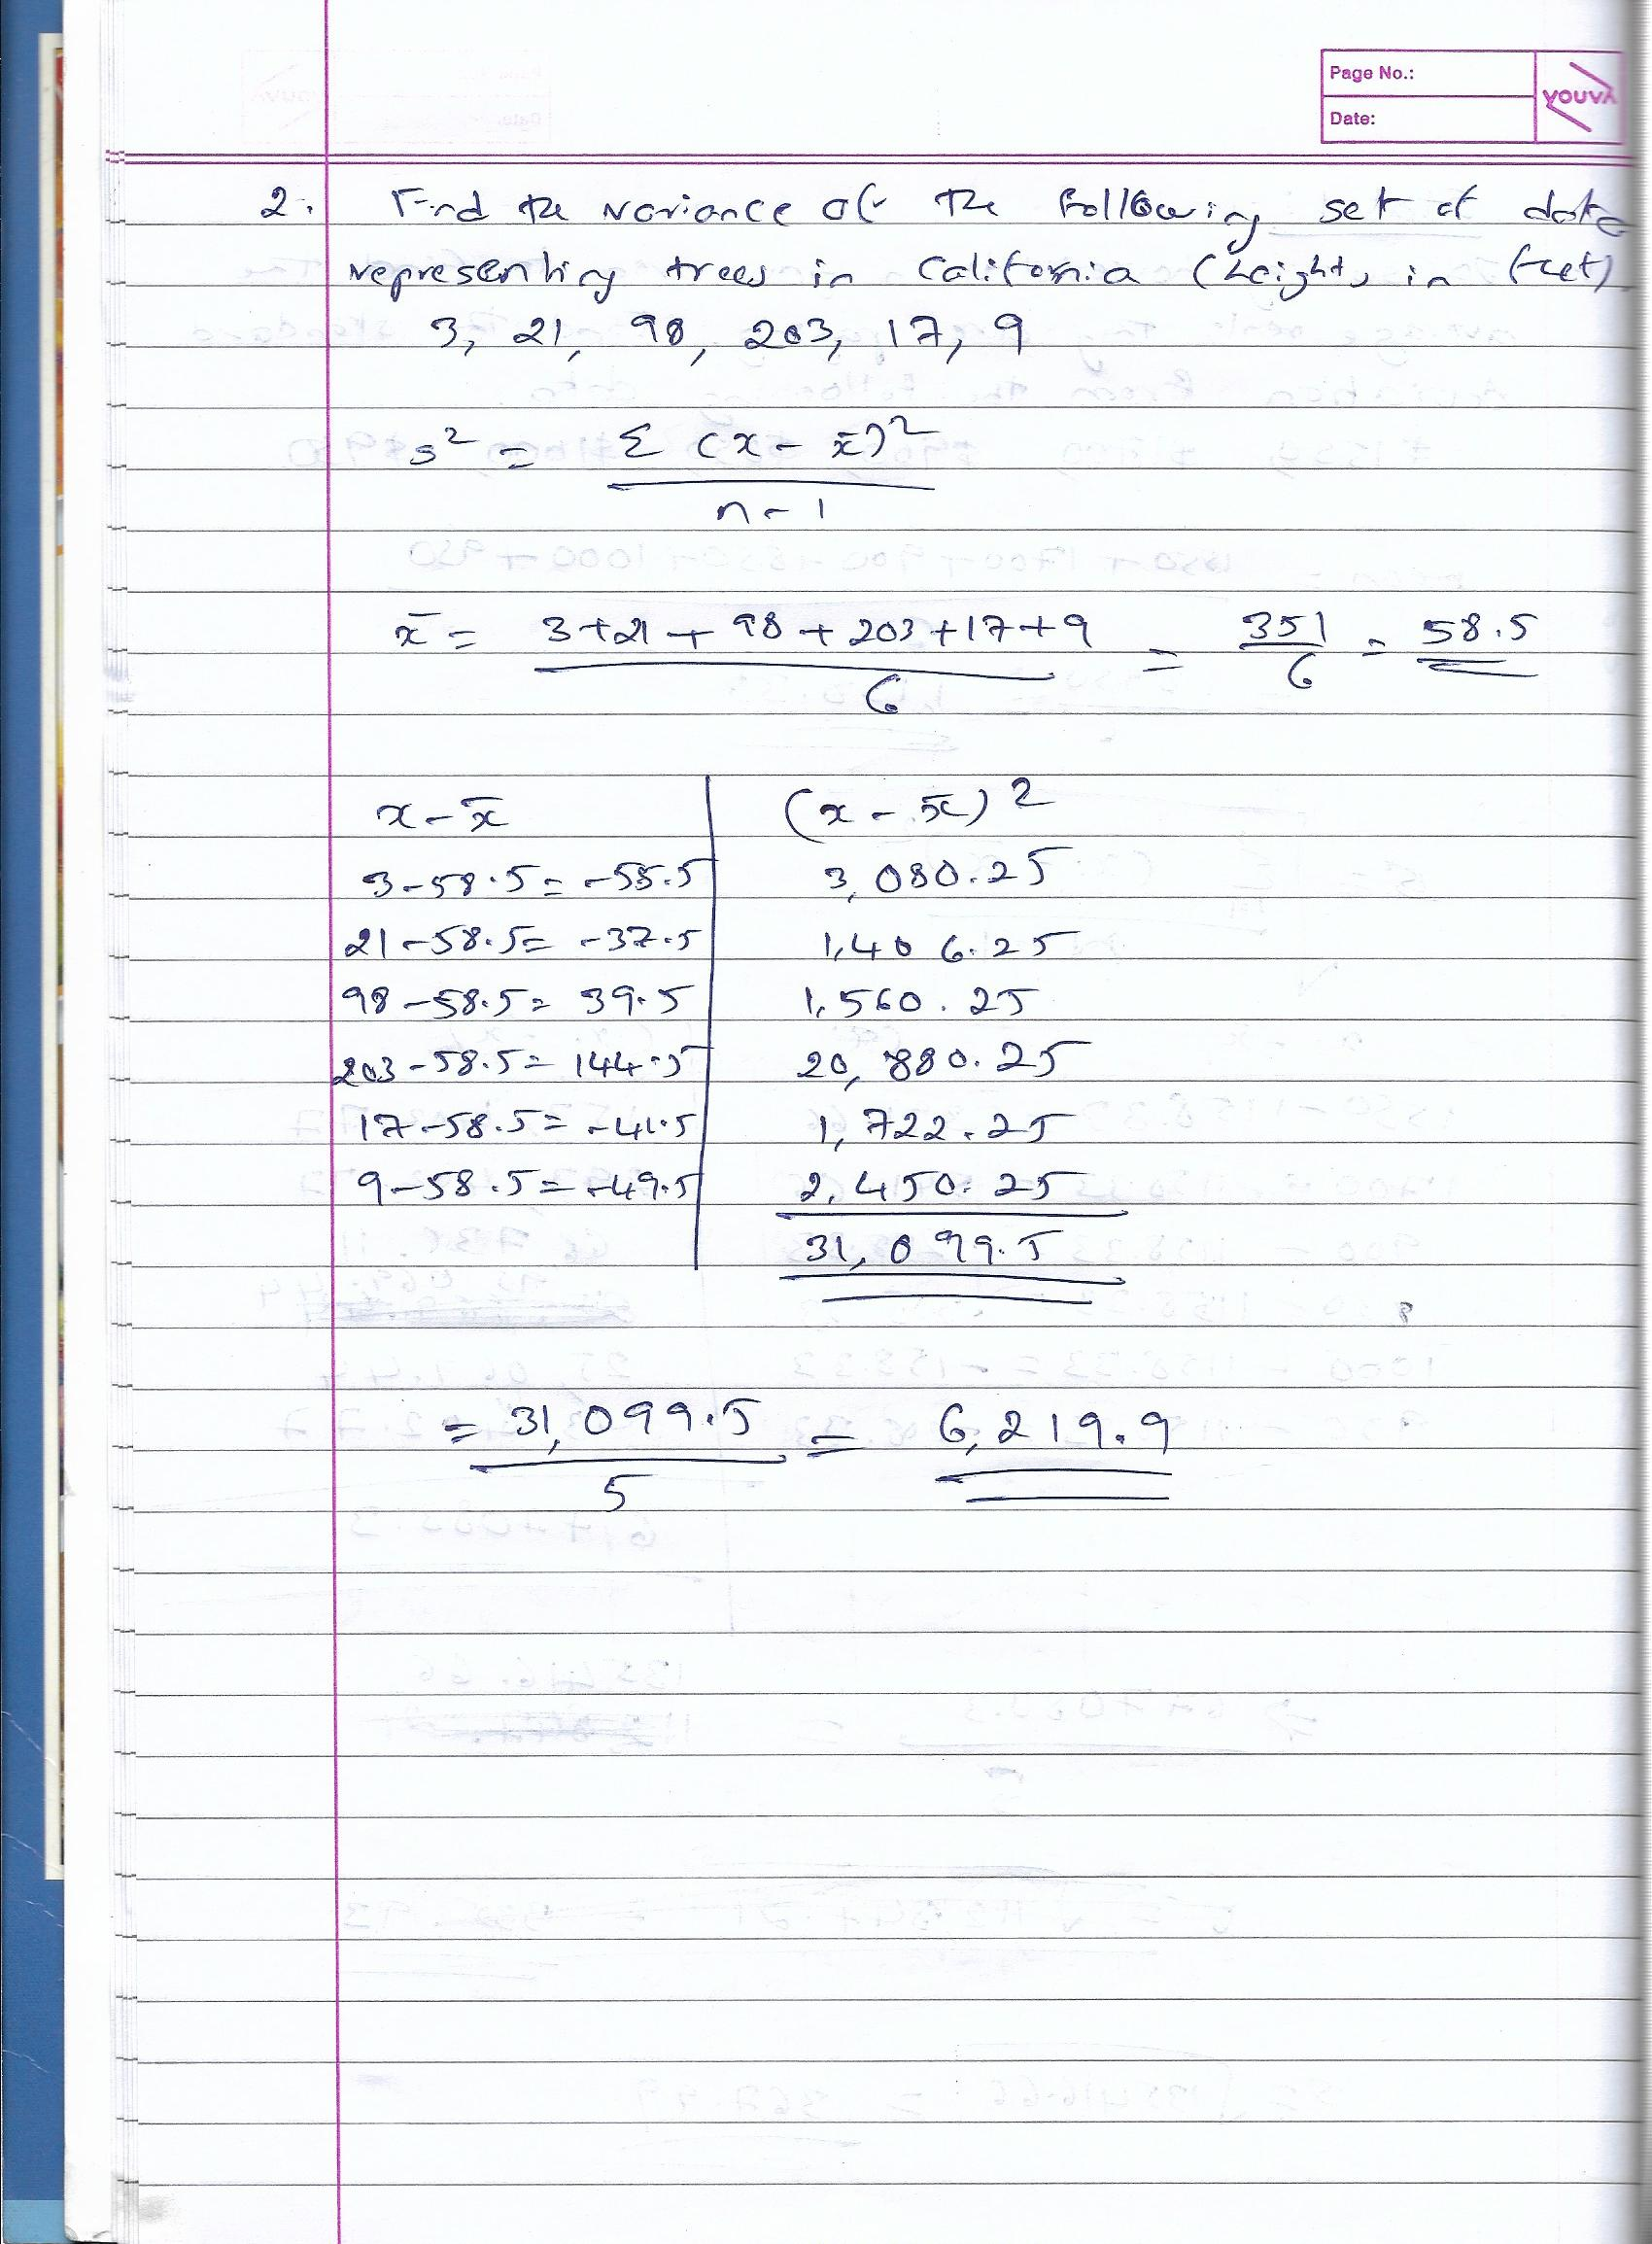 Page No.:
Date:
YOUVA
2. Find the variance of the following set of data
representing trees in California (heights in feet)
3, 21, 98, 203, 17, 9
s² = Σ (x - x̄)²
n - 1
x̄ = 3+21+98+203+17+9 = 351 = 58.5
6 6
x - x̄ (x - x̄)²
3-58.5= -55.5 3,080.25
21-58.5= -37.5 1,406.25
98-58.5= 39.5 1,560.25
203-58.5= 144.5 20,880.25
17-58.5= -41.5 1,722.25
9-58.5= -49.5 2,450.25
31,099.5
= 31,099.5 = 6,219.9
5